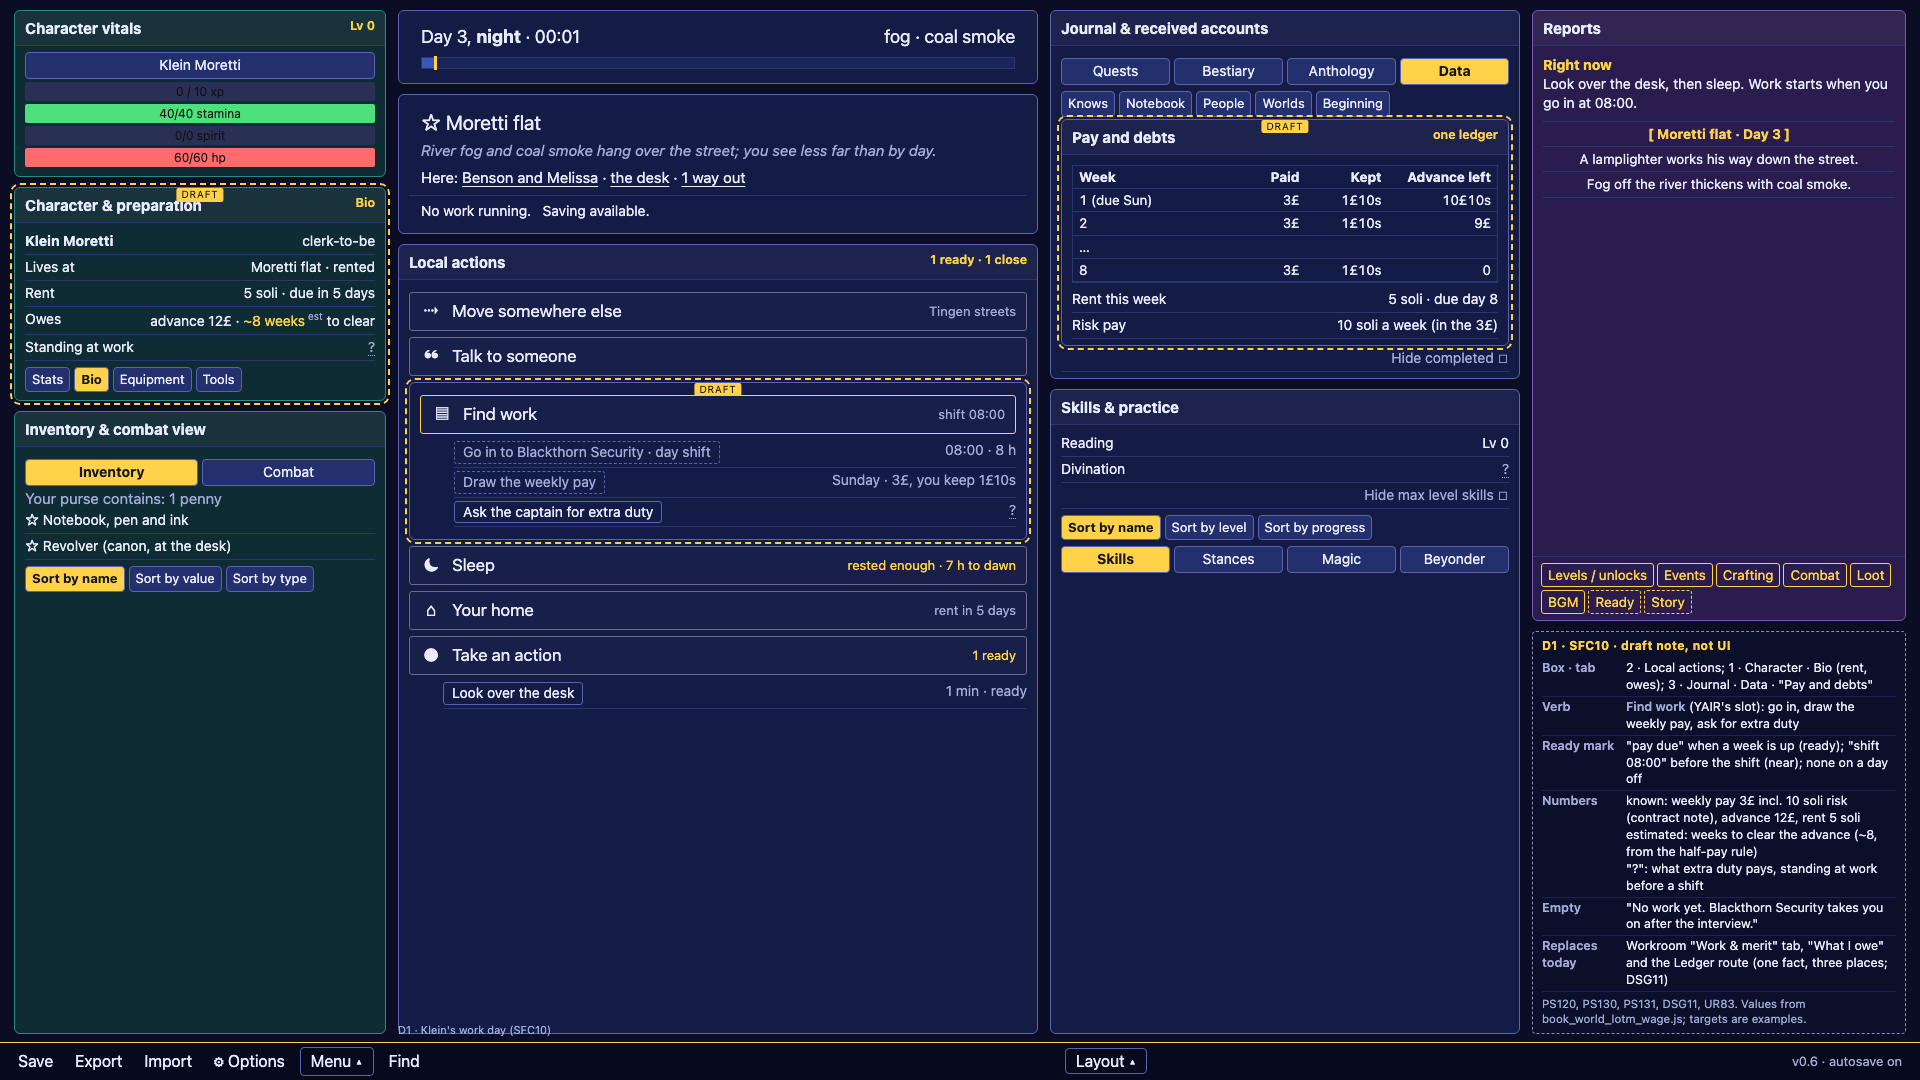 Character vitals
Lv 0
Klein Moretti
0 / 10 xp
40/40 stamina
0/0 spirit
60/60 hp
DRAFT
Character & preparation
Bio
Klein Moretti
clerk-to-be
Lives at
Moretti flat · rented
Rent
5 soli · due in 5 days
Owes
advance 12£ · ~8 weeks est to clear
Standing at work
?
Stats
Bio
Equipment
Tools
Inventory & combat view
Inventory
Combat
Your purse contains: 1 penny
☆ Notebook, pen and ink
☆ Revolver (canon, at the desk)
Sort by name
Sort by value
Sort by type
Day 3, night · 00:01
fog · coal smoke
☆ Moretti flat
River fog and coal smoke hang over the street; you see less far than by day.
Here: Benson and Melissa · the desk · 1 way out
No work running. Saving available.
Local actions
1 ready · 1 close
Move somewhere else
Tingen streets
Talk to someone
DRAFT
Find work
shift 08:00
Go in to Blackthorn Security · day shift
08:00 · 8 h
Draw the weekly pay
Sunday · 3£, you keep 1£10s
Ask the captain for extra duty
?
Sleep
rested enough · 7 h to dawn
Your home
rent in 5 days
Take an action
1 ready
Look over the desk
1 min · ready
D1 · Klein's work day (SFC10)
Journal & received accounts
Quests
Bestiary
Anthology
Data
Knows
Notebook
People
Worlds
Beginning
DRAFT
Pay and debts
one ledger
Week Paid Kept Advance left
1 (due Sun) 3£ 1£10s 10£10s
2 3£ 1£10s 9£
...
8 3£ 1£10s 0
Rent this week
5 soli · due day 8
Risk pay
10 soli a week (in the 3£)
Hide completed
Skills & practice
Reading
Lv 0
Divination
?
Hide max level skills
Sort by name
Sort by level
Sort by progress
Skills
Stances
Magic
Beyonder
Reports
Right now
Look over the desk, then sleep. Work starts when you
go in at 08:00.
[ Moretti flat · Day 3 ]
A lamplighter works his way down the street.
Fog off the river thickens with coal smoke.
Levels / unlocks
Events
Crafting
Combat
Loot
BGM
Ready
Story
D1 · SFC10 · draft note, not UI
Box · tab
2 · Local actions; 1 · Character · Bio (rent,
owes); 3 · Journal · Data · "Pay and debts"
Verb
Find work (YAIR's slot): go in, draw the
weekly pay, ask for extra duty
Ready mark
"pay due" when a week is up (ready); "shift
08:00" before the shift (near); none on a day
off
Numbers
known: weekly pay 3£ incl. 10 soli risk
(contract note), advance 12£, rent 5 soli
estimated: weeks to clear the advance (~8,
from the half-pay rule)
"?": what extra duty pays, standing at work
before a shift
Empty
"No work yet. Blackthorn Security takes you
on after the interview."
Replaces
today
Workroom "Work & merit" tab, "What I owe"
and the Ledger route (one fact, three places;
DSG11)
PS120, PS130, PS131, DSG11, UR83. Values from
book_world_lotm_wage.js; targets are examples.
Save
Export
Import
Options
Menu
Find
Layout
v0.6 · autosave on